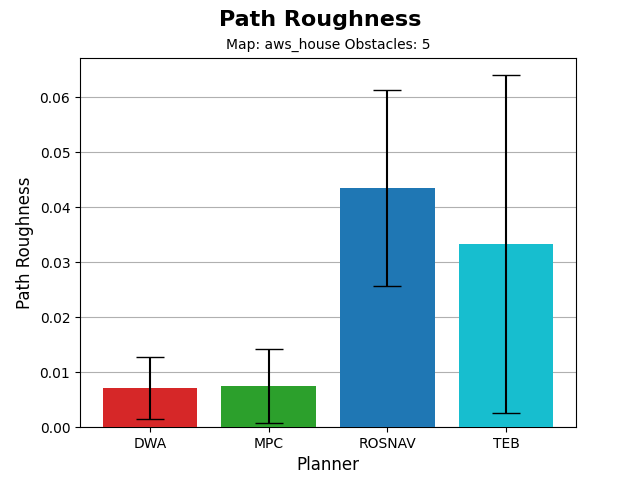 Path Roughness
Map: aws_house Obstacles: 5
Path Roughness
0.06
0.05
0.04
0.03
0.02
0.01
0.00
DWA MPC ROSNAV TEB
Planner